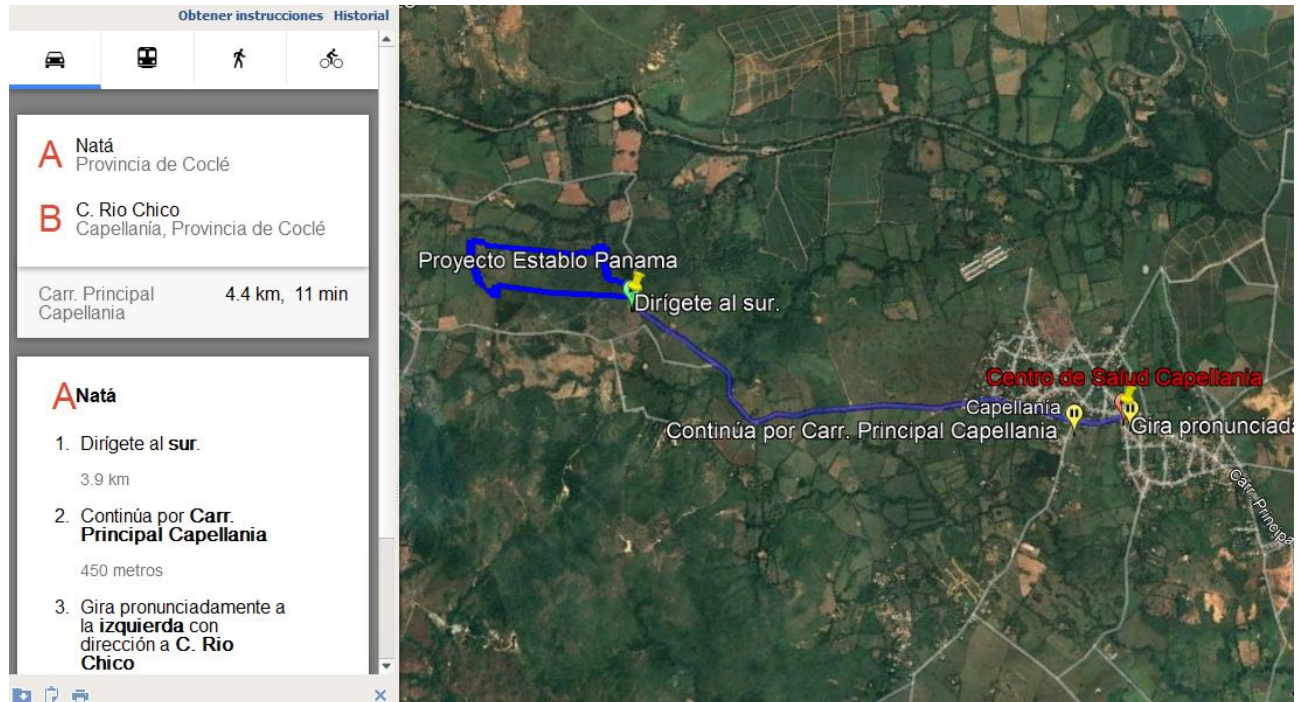 Obtener instrucciones Historial
A Natá
Provincia de Coclé
B C. Rio Chico
Capellanía, Provincia de Coclé
Carr. Principal 4.4 km, 11 min
Capellania
A Natá
1. Dirígete al sur.
3.9 km
2. Continúa por Carr.
Principal Capellania
450 metros
3. Gira pronunciadamente a
la izquierda con
dirección a C. Rio
Chico
Proyecto Establo Panama
Dirígete al sur.
Centro de Salud Capellania
Capellanía
Continúa por Carr. Principal Capellania
Gira pronunciada
Carr. Principa